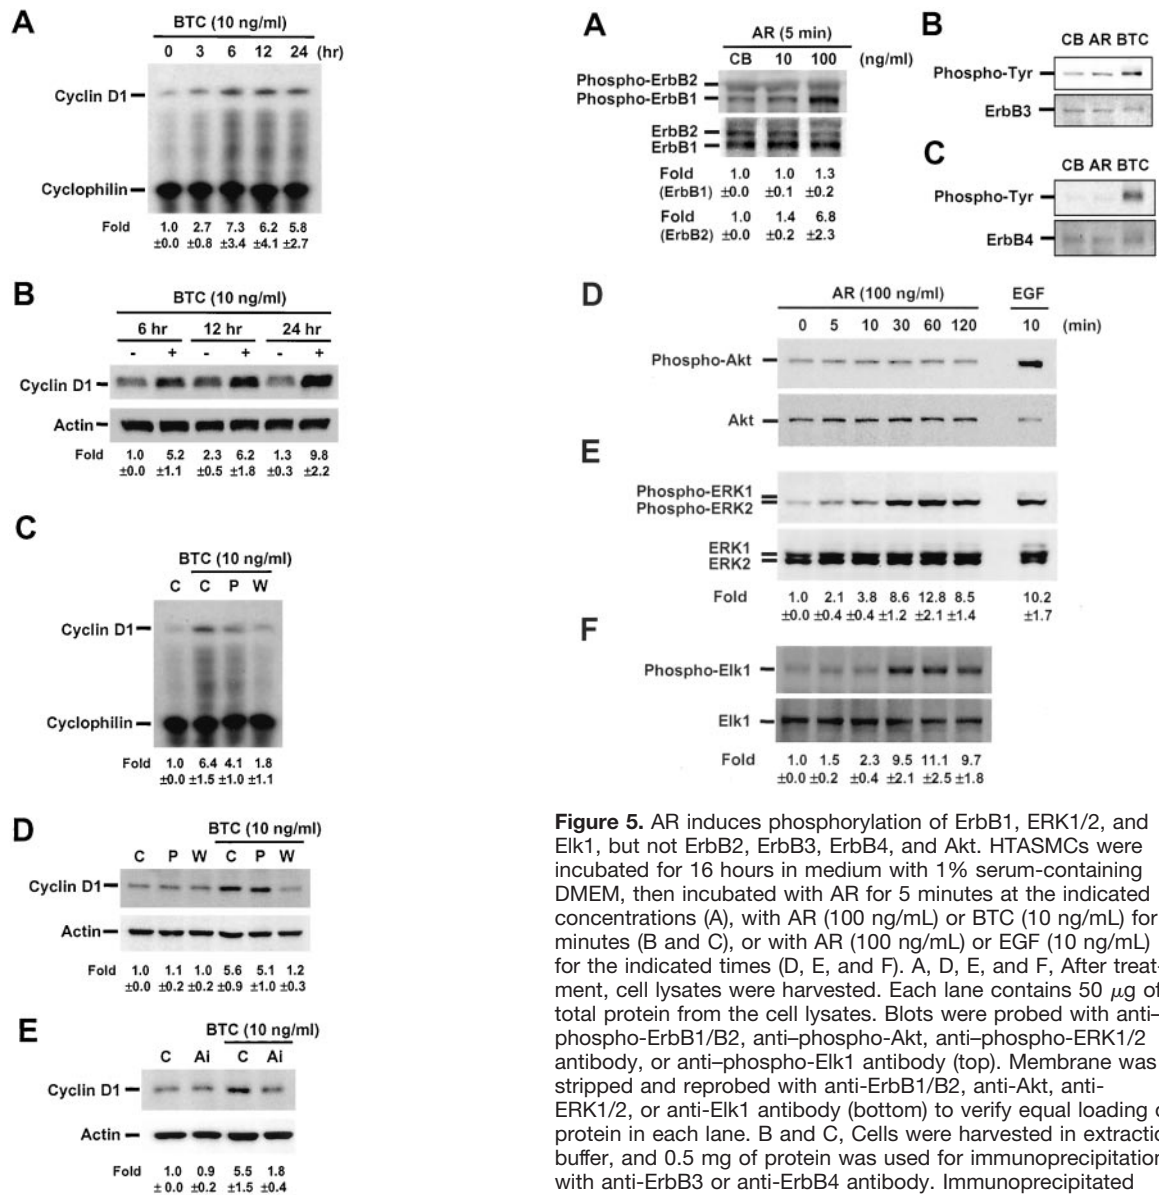 A
BTC (10 ng/ml)
0 3 6 12 24 (hr)
Cyclin D1
Cyclophilin
Fold 1.0 2.7 7.3 6.2 5.8
±0.0 ±0.8 ±3.4 ±4.1 ±2.7
B
BTC (10 ng/ml)
6 hr 12 hr 24 hr
- + - + - +
Cyclin D1
Actin
Fold 1.0 5.2 2.3 6.2 1.3 9.8
±0.0 ±1.1 ±0.5 ±1.8 ±0.3 ±2.2
C
BTC (10 ng/ml)
C C P W
Cyclin D1
Cyclophilin
Fold 1.0 6.4 4.1 1.8
±0.0 ±1.5 ±1.0 ±1.1
D
BTC (10 ng/ml)
C P W C P W
Cyclin D1
Actin
Fold 1.0 1.1 1.0 5.6 5.1 1.2
±0.0 ±0.2 ±0.2 ±0.9 ±1.0 ±0.3
E
BTC (10 ng/ml)
C Ai C Ai
Cyclin D1
Actin
Fold 1.0 0.9 5.5 1.8
± 0.0 ±0.2 ±1.5 ±0.4
A
AR (5 min)
CB 10 100 (ng/ml)
Phospho-ErbB2
Phospho-ErbB1
ErbB2
ErbB1
Fold 1.0 1.0 1.3
(ErbB1) ±0.0 ±0.1 ±0.2
Fold 1.0 1.4 6.8
(ErbB2) ±0.0 ±0.2 ±2.3
B
CB AR BTC
Phospho-Tyr
ErbB3
C
CB AR BTC
Phospho-Tyr
ErbB4
D
AR (100 ng/ml) EGF
0 5 10 30 60 120 10 (min)
Phospho-Akt
Akt
E
Phospho-ERK1
Phospho-ERK2
ERK1
ERK2
Fold 1.0 2.1 3.8 8.6 12.8 8.5 10.2
±0.0 ±0.4 ±0.4 ±1.2 ±2.1 ±1.4 ±1.7
F
Phospho-Elk1
Elk1
Fold 1.0 1.5 2.3 9.5 11.1 9.7
±0.0 ±0.2 ±0.4 ±2.1 ±2.5 ±1.8
Figure 5. AR induces phosphorylation of ErbB1, ERK1/2, and
Elk1, but not ErbB2, ErbB3, ErbB4, and Akt. HTASMCs were
incubated for 16 hours in medium with 1% serum-containing
DMEM, then incubated with AR for 5 minutes at the indicated
concentrations (A), with AR (100 ng/mL) or BTC (10 ng/mL) for
minutes (B and C), or with AR (100 ng/mL) or EGF (10 ng/mL)
for the indicated times (D, E, and F). A, D, E, and F, After treat-
ment, cell lysates were harvested. Each lane contains 50 μg of
total protein from the cell lysates. Blots were probed with anti–
phospho-ErbB1/B2, anti–phospho-Akt, anti–phospho-ERK1/2
antibody, or anti–phospho-Elk1 antibody (top). Membrane was
stripped and reprobed with anti-ErbB1/B2, anti-Akt, anti-
ERK1/2, or anti-Elk1 antibody (bottom) to verify equal loading o
protein in each lane. B and C, Cells were harvested in extractio
buffer, and 0.5 mg of protein was used for immunoprecipitation
with anti-ErbB3 or anti-ErbB4 antibody. Immunoprecipitated